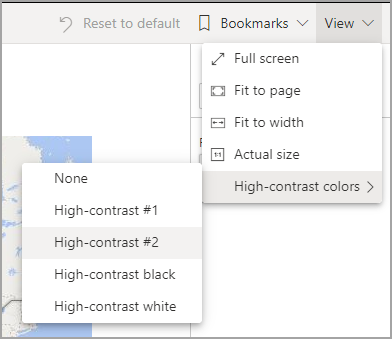 Reset to default Bookmarks View
Full screen
Fit to page
Fit to width
Actual size
High-contrast colors
None
High-contrast #1
High-contrast #2
High-contrast black
High-contrast white